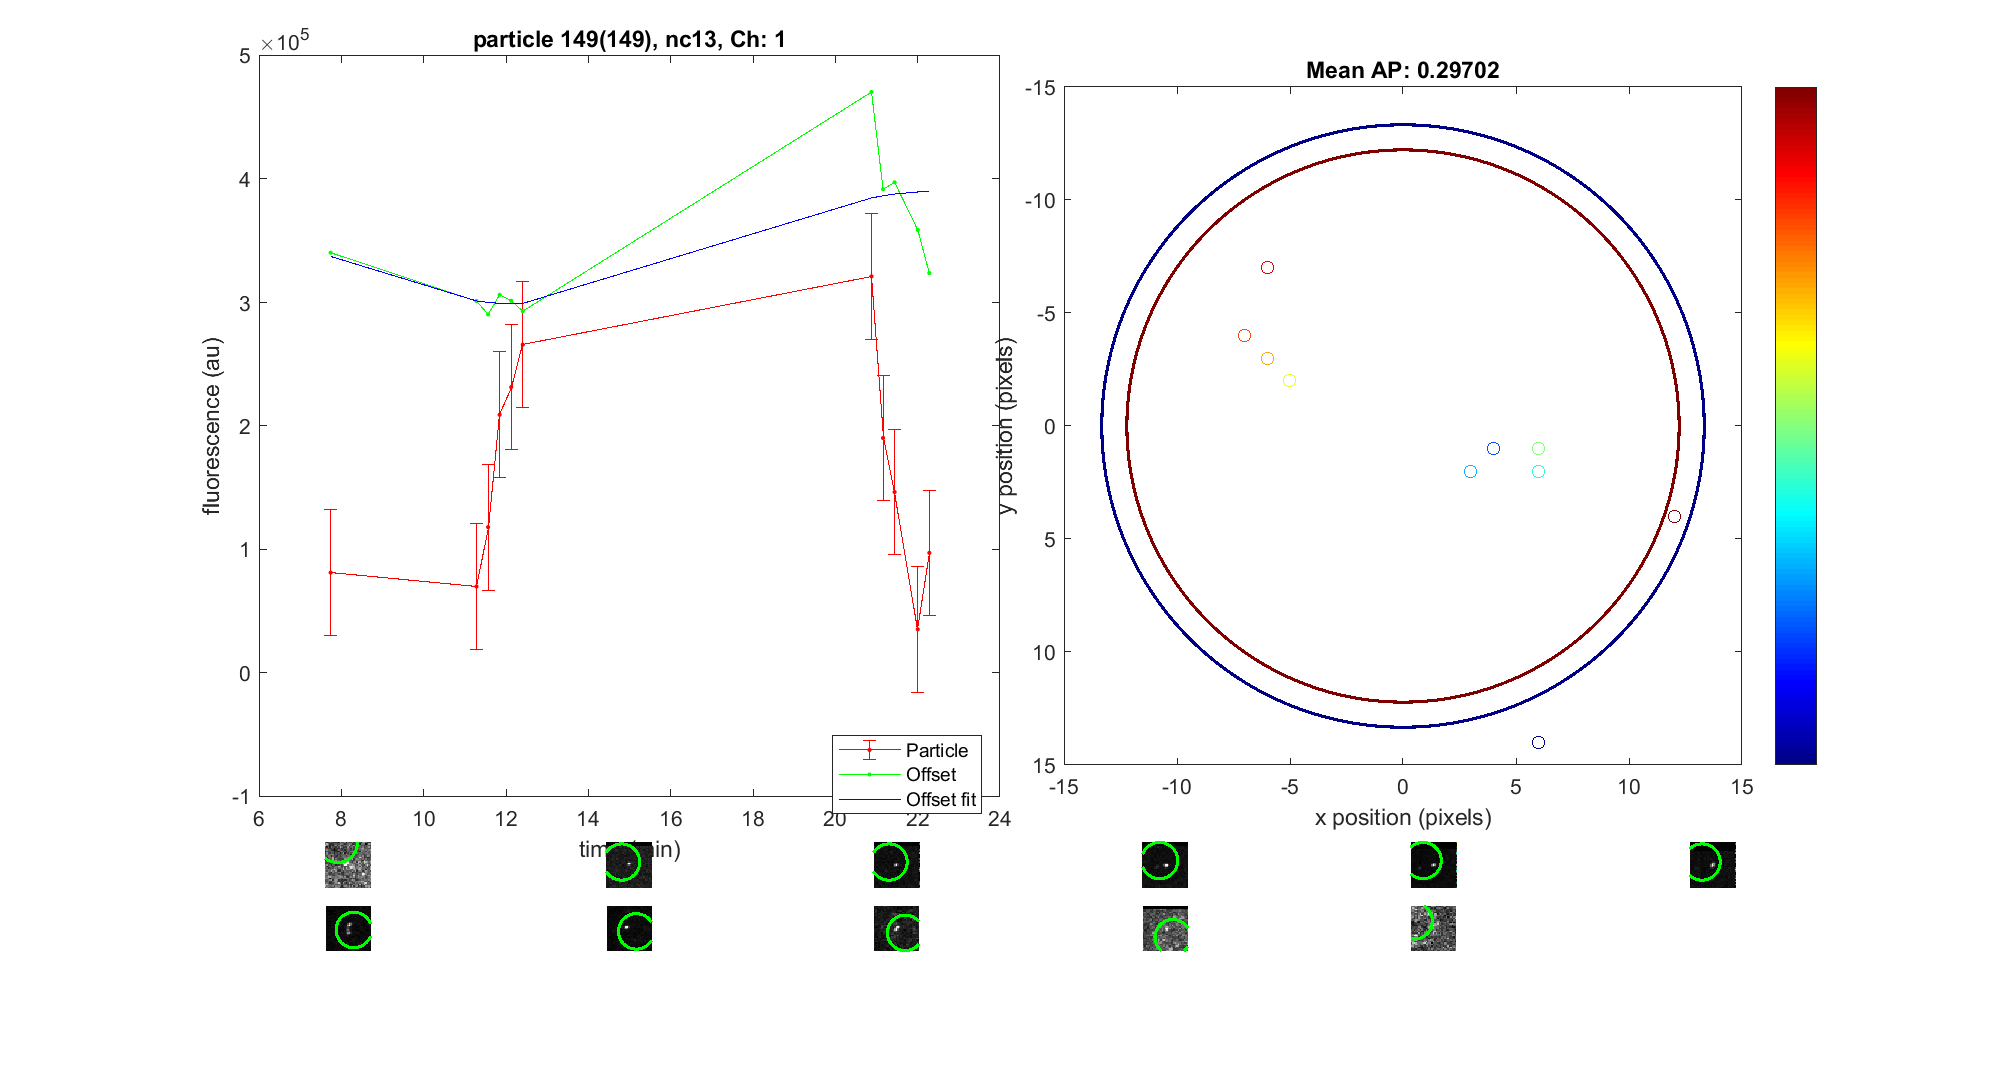 particle 149(149), nc13, Ch: 1
×10^5
5
4
3
2
1
0
-1
fluorescence (au)
6 8 10 12 14 16 18 20 22 24
Particle
Offset
Offset fit
Mean AP: 0.29702
-15
-10
-5
0
5
10
15
y position (pixels)
-15 -10 -5 0 5 10 15
x position (pixels)